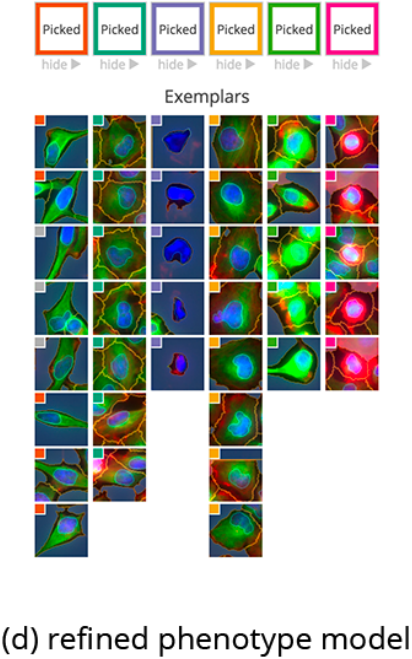 Picked Picked Picked Picked Picked Picked
hide ▶ hide ▶ hide ▶ hide ▶ hide ▶ hide ▶
Exemplars
(d) refined phenotype model